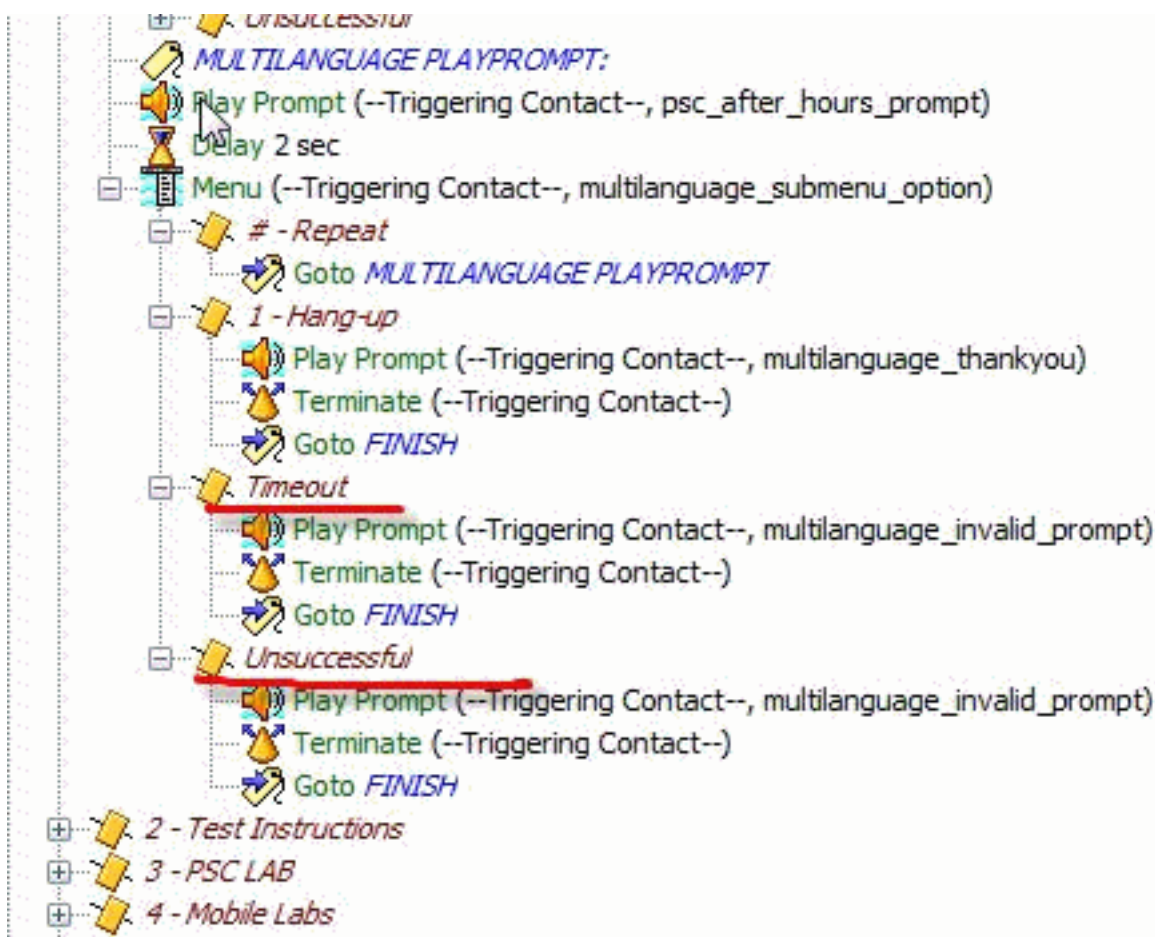 Unsuccessful
MULTILANGUAGE PLAYPROMPT:
Play Prompt (--Triggering Contact--, psc_after_hours_prompt)
Delay 2 sec
Menu (--Triggering Contact--, multilanguage_submenu_option)
# - Repeat
Goto MULTILANGUAGE PLAYPROMPT
1 - Hang-up
Play Prompt (--Triggering Contact--, multilanguage_thankyou)
Terminate (--Triggering Contact--)
Goto FINISH
Timeout
Play Prompt (--Triggering Contact--, multilanguage_invalid_prompt)
Terminate (--Triggering Contact--)
Goto FINISH
Unsuccessful
Play Prompt (--Triggering Contact--, multilanguage_invalid_prompt)
Terminate (--Triggering Contact--)
Goto FINISH
2 - Test Instructions
3 - PSC LAB
4 - Mobile Labs